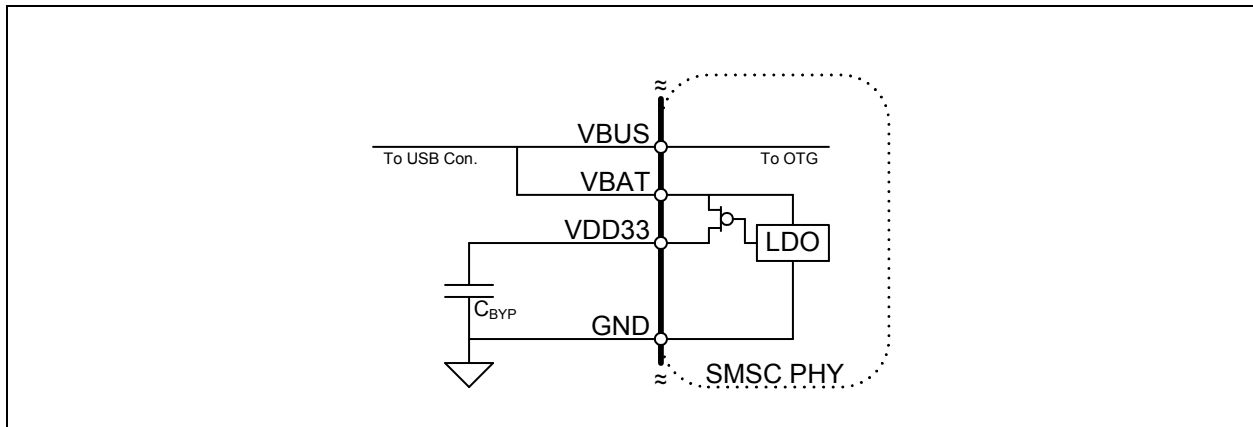 ≈
VBUS
To USB Con.
To OTG
VBAT
VDD33
LDO
CBYP
GND
SMSC PHY
≈